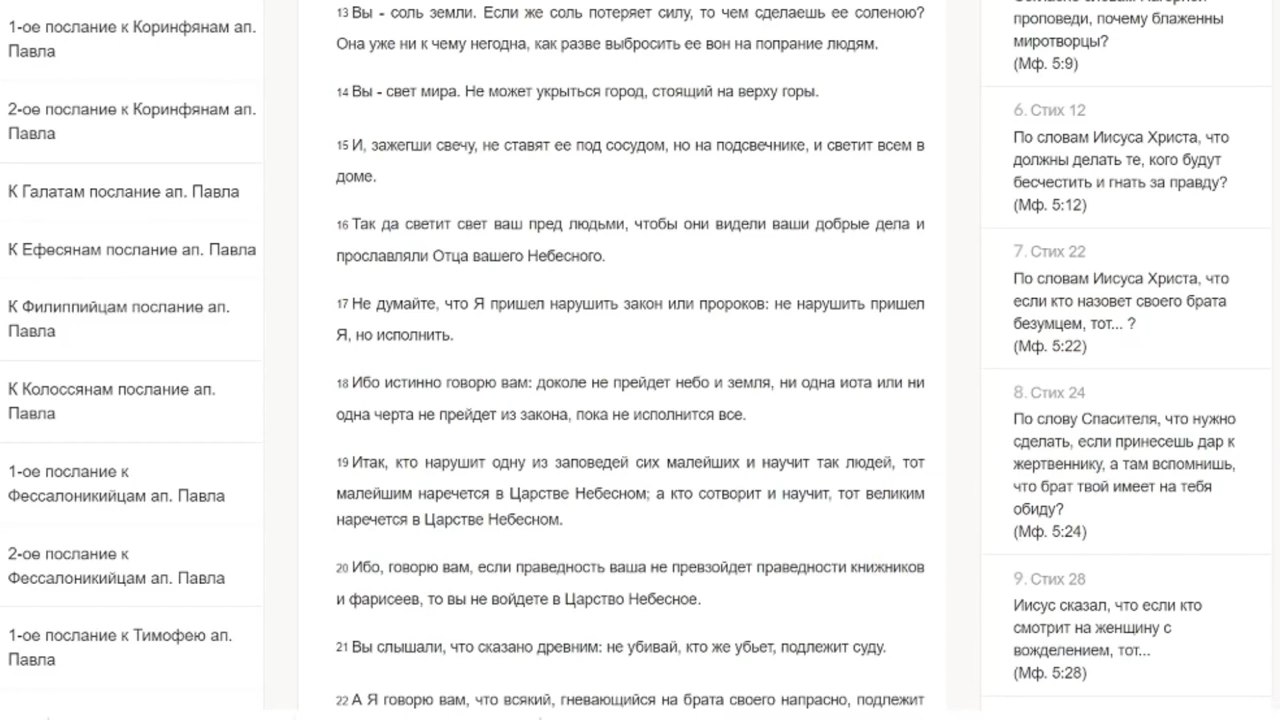 1-ое послание к Коринфянам ап.
Павла
2-ое послание к Коринфянам ап.
Павла
К Галатам послание ап. Павла
К Ефесянам послание ап. Павла
К Филиппийцам послание ап.
Павла
К Колоссянам послание ап.
Павла
1-ое послание к
Фессалоникийцам ап. Павла
2-ое послание к
Фессалоникийцам ап. Павла
1-ое послание к Тимофею ап.
Павла
13 Вы - соль земли. Если же соль потеряет силу, то чем сделаешь ее соленою?
Она уже ни к чему негодна, как разве выбросить ее вон на попрание людям.
14 Вы - свет мира. Не может укрыться город, стоящий на верху горы.
15 И, зажегши свечу, не ставят ее под сосудом, но на подсвечнике, и светит всем в
доме.
16 Так да светит свет ваш пред людьми, чтобы они видели ваши добрые дела и
прославляли Отца вашего Небесного.
17 Не думайте, что Я пришел нарушить закон или пророков: не нарушить пришел
Я, но исполнить.
18 Ибо истинно говорю вам: доколе не прейдет небо и земля, ни одна иота или ни
одна черта не прейдет из закона, пока не исполнится все.
19 Итак, кто нарушит одну из заповедей сих малейших и научит так людей, тот
малейшим наречется в Царстве Небесном; а кто сотворит и научит, тот великим
наречется в Царстве Небесном.
20 Ибо, говорю вам, если праведность ваша не превзойдет праведности книжников
и фарисеев, то вы не войдете в Царство Небесное.
21 Вы слышали, что сказано древним: не убивай, кто же убьет, подлежит суду.
22 А Я говорю вам, что всякий, гневающийся на брата своего напрасно, подлежит
проповеди, почему блаженны
миротворцы?
(Мф. 5:9)
6. Стих 12
По словам Иисуса Христа, что
должны делать те, кого будут
бесчестить и гнать за правду?
(Мф. 5:12)
7. Стих 22
По словам Иисуса Христа, что
если кто назовет своего брата
безумцем, тот... ?
(Мф. 5:22)
8. Стих 24
По слову Спасителя, что нужно
сделать, если принесешь дар к
жертвеннику, а там вспомнишь,
что брат твой имеет на тебя
обиду?
(Мф. 5:24)
9. Стих 28
Иисус сказал, что если кто
смотрит на женщину с
вожделением, тот...
(Мф. 5:28)